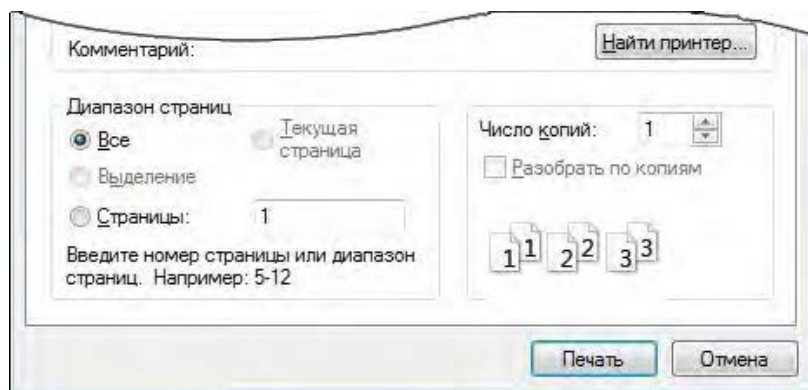 Комментарий:
Найти принтер...
Диапазон страниц
Все
Текущая
страница
Выделение
Страницы: 1
Введите номер страницы или диапазон
страниц. Например: 5-12
Число копий: 1
Разобрать по копиям
1 1 2 2 3 3
Печать
Отмена